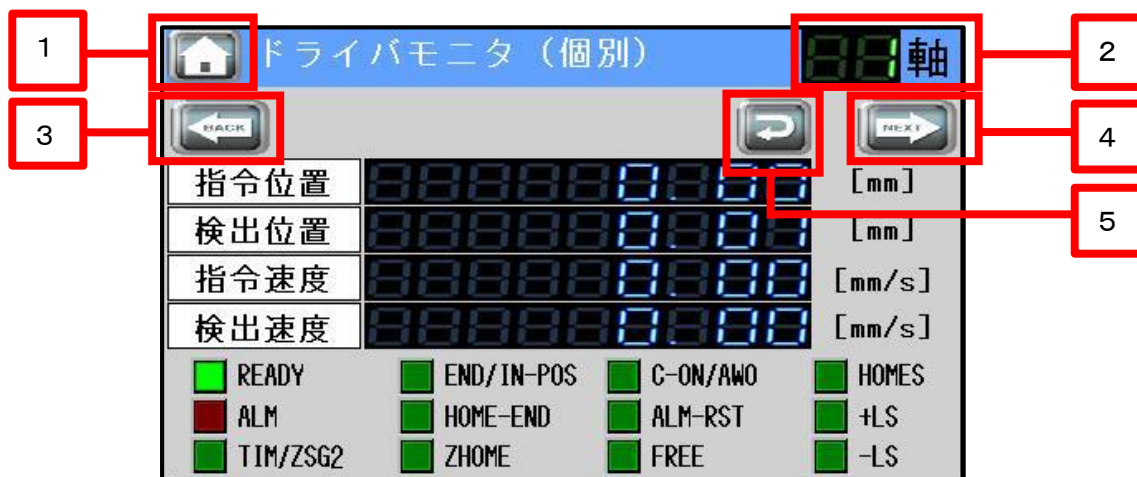 1
ドライバモニタ（個別）
1 軸
2
3
BACK
NEXT
4
指令位置 0.00 [mm]
検出位置 0.01 [mm]
5
指令速度 0.00 [mm/s]
検出速度 0.00 [mm/s]
READY END/IN-POS C-ON/AWO HOMES
ALM HOME-END ALM-RST +LS
TIM/ZSG2 ZHOME FREE -LS